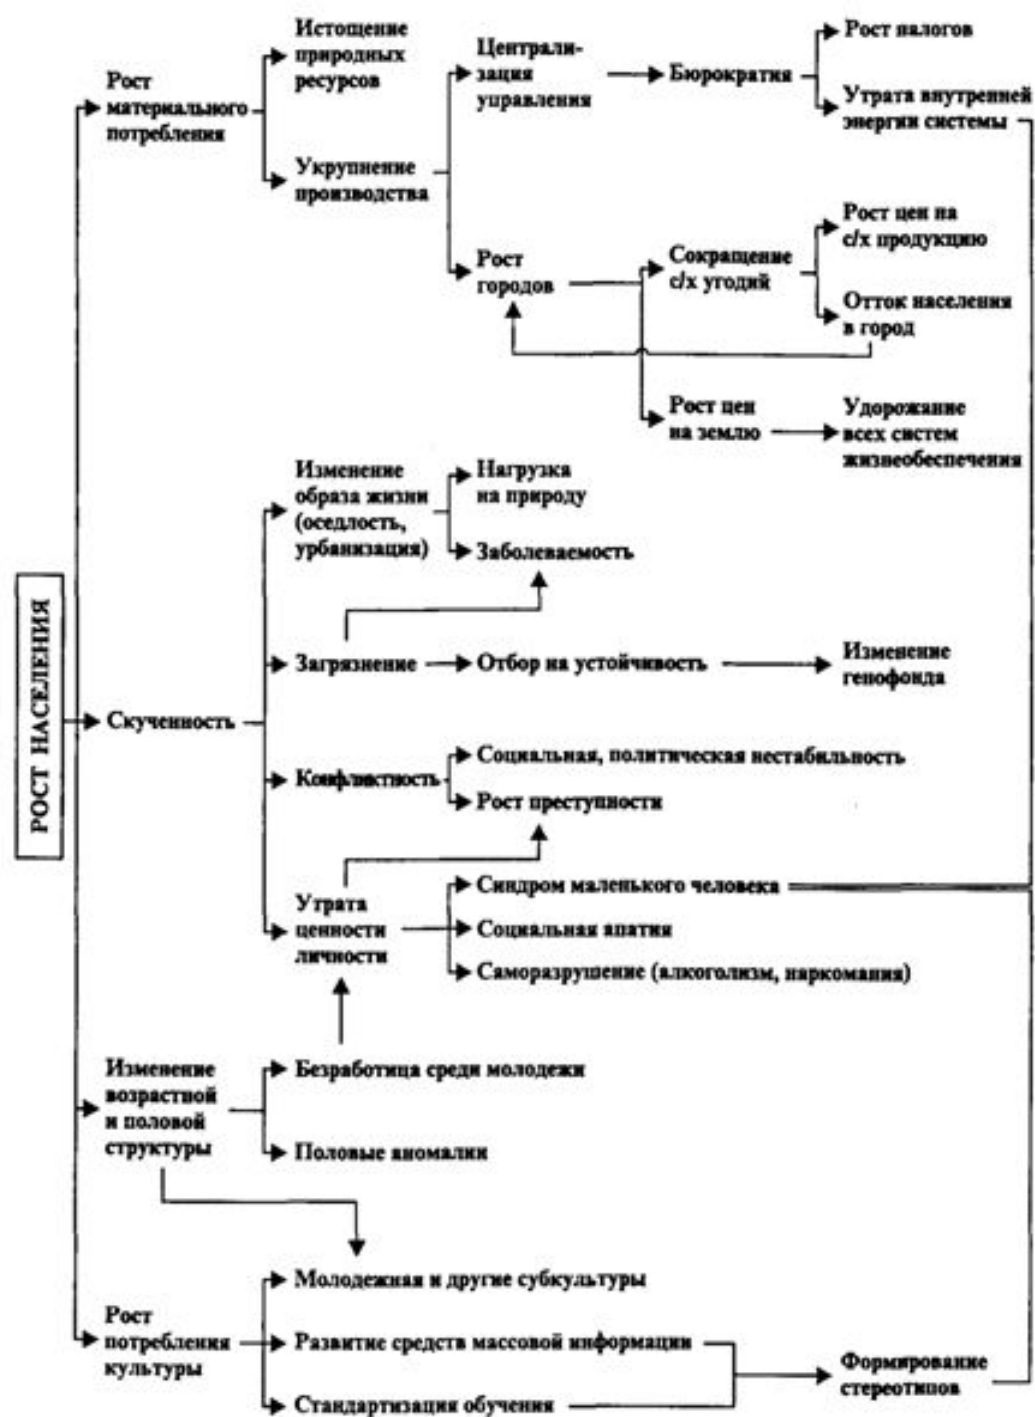 Истощение
природных
ресурсов
Централи-
зация
управления
Рост налогов
Бюрократия
Рост
материального
потребления
Утрата внутренней
энергии системы
Укрупнение
производства
Рост цен на
с/х продукцию
Рост
городов
Сокращение
с/х угодий
Отток населения
в город
Рост цен
на землю
Удорожание
всех систем
жизнеобеспечения
Изменение
образа жизни
(оседлость,
урбанизация)
Нагрузка
на природу
Заболеваемость
РОСТ НАСЕЛЕНИЯ
Загрязнение
Отбор на устойчивость
Изменение
генофонда
Скученность
Конфликтность
Социальная, политическая нестабильность
Рост преступности
Утрата
ценности
личности
Синдром маленького человека
Социальная апатия
Саморазрушение (алкоголизм, наркомания)
Изменение
возрастной
и половой
структуры
Безработица среди молодежи
Половые аномалии
Молодежная и другие субкультуры
Рост
потребления
культуры
Развитие средств массовой информации
Стандартизация обучения
Формирование
стереотипов